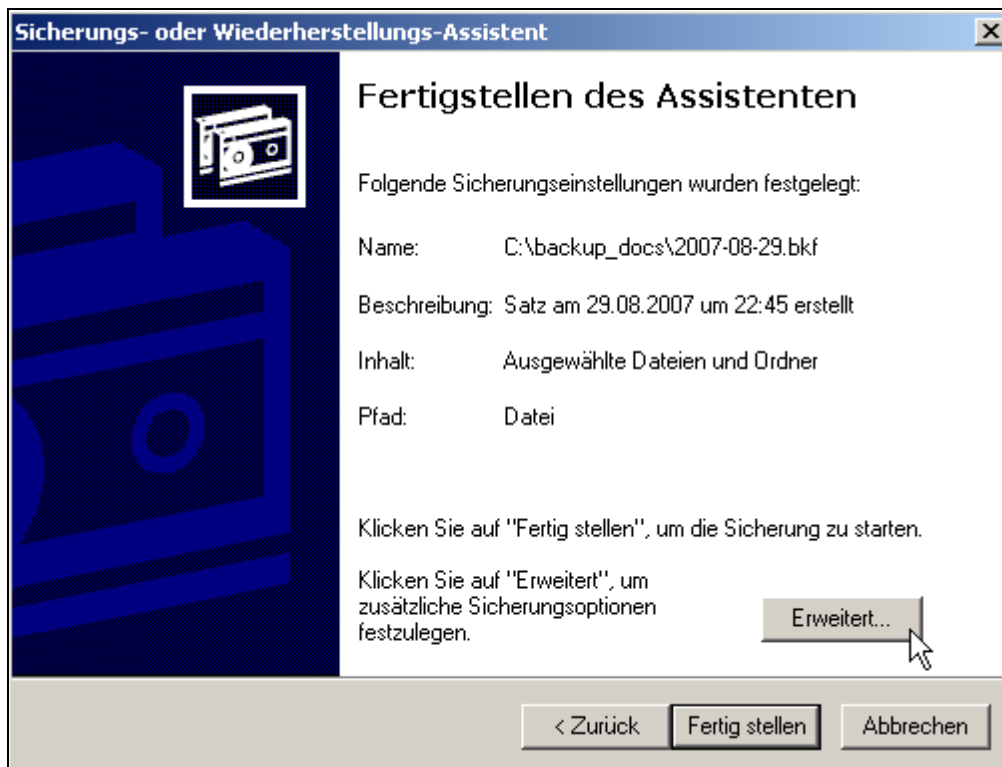 Sicherungs- oder Wiederherstellungs-Assistent
Fertigstellen des Assistenten
Folgende Sicherungseinstellungen wurden festgelegt:
Name: C:\backup_docs\2007-08-29.bkf
Beschreibung: Satz am 29.08.2007 um 22:45 erstellt
Inhalt: Ausgewählte Dateien und Ordner
Pfad: Datei
Klicken Sie auf "Fertig stellen", um die Sicherung zu starten.
Klicken Sie auf "Erweitert", um
zusätzliche Sicherungsoptionen
festzulegen.
Erweitert...
< Zurück Fertig stellen Abbrechen